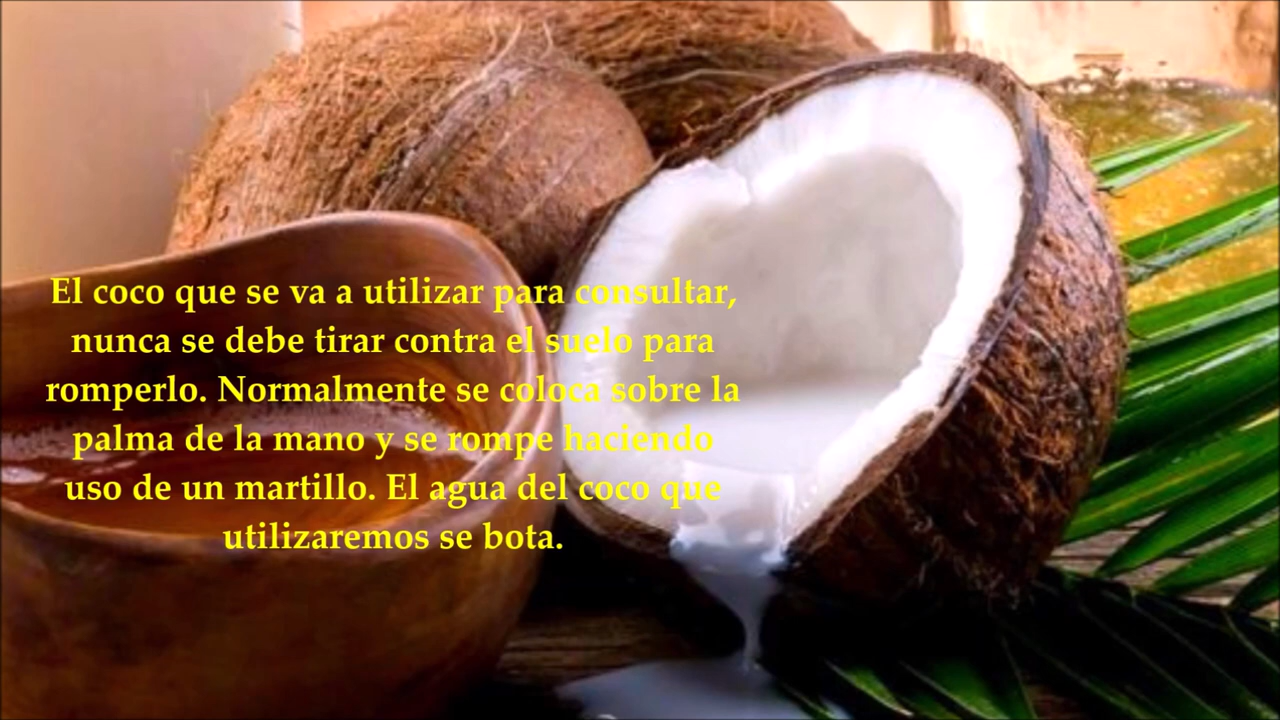 El coco que se va a utilizar para consultar,
nunca se debe tirar contra el suelo para
romperlo. Normalmente se coloca sobre la
palma de la mano y se rompe haciendo
uso de un martillo. El agua del coco que
utilizaremos se bota.